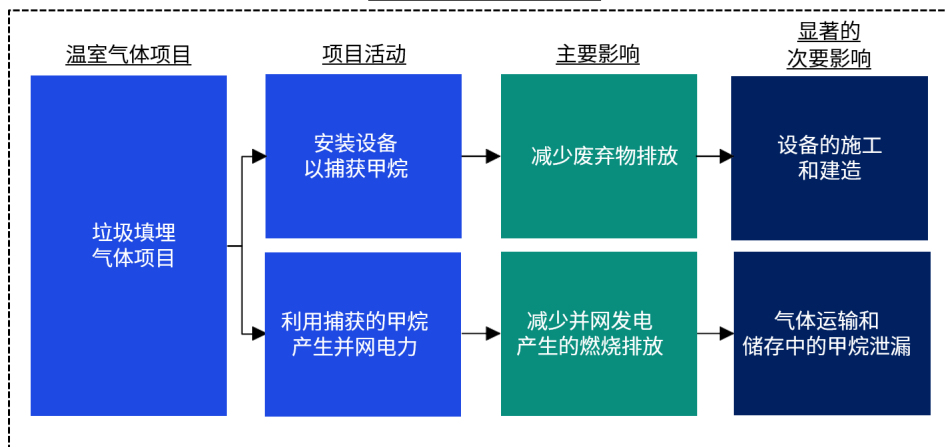 温室气体项目
项目活动
主要影响
显著的
次要影响
垃圾填埋
气体项目
安装设备
以捕获甲烷
减少废弃物排放
设备的施工
和建造
利用捕获的甲烷
产生并网电力
减少并网发电
产生的燃烧排放
气体运输和
储存中的甲烷泄漏